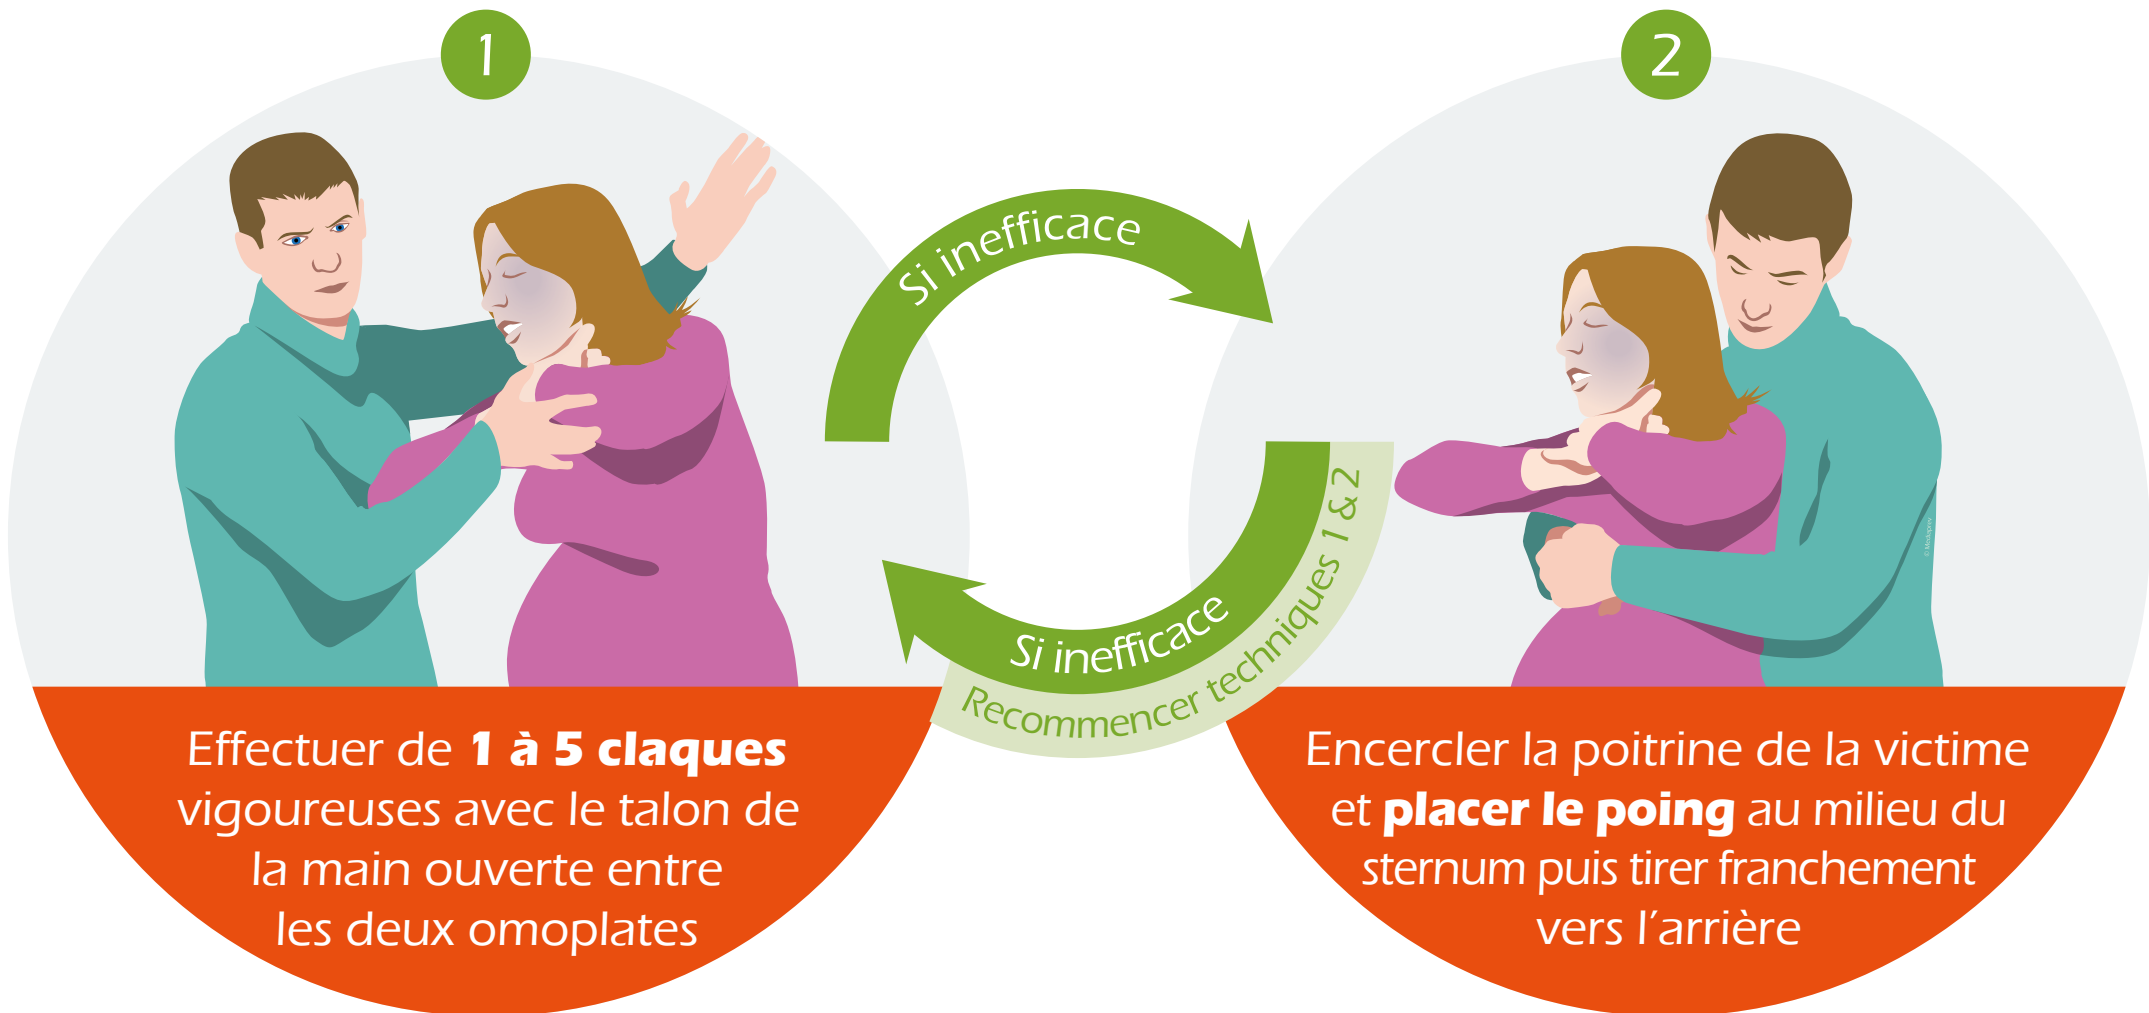 1
2
Si inefficace
Si inefficace
Recommencer techniques 1 & 2
Effectuer de 1 à 5 claques
vigoureuses avec le talon de
la main ouverte entre
les deux omoplates
Encercler la poitrine de la victime
et placer le poing au milieu du
sternum puis tirer franchement
vers l’arrière